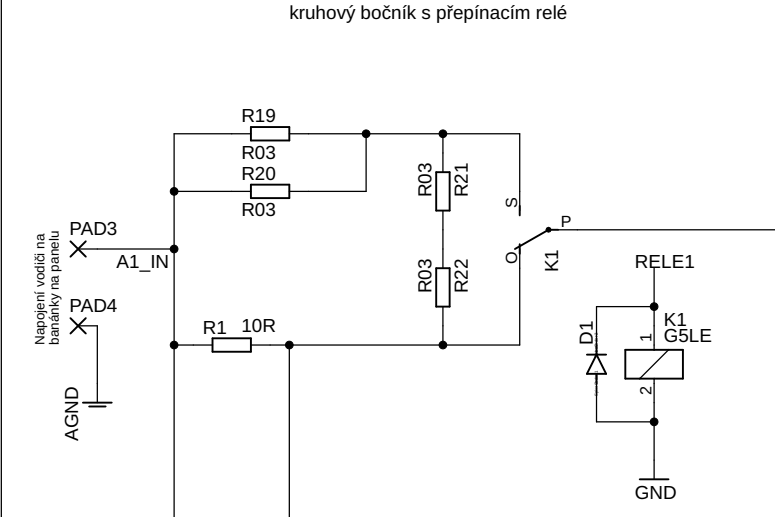 kruhový bočník s přepínacím relé
R19
R03
R20
R03
R03
R21
S
P
O
K1
R03
R22
Napojení vodiči na
banánky na panelu
PAD3
A1_IN
PAD4
R1
10R
AGND
RELE1
D1
K1
G5LE
1
2
GND